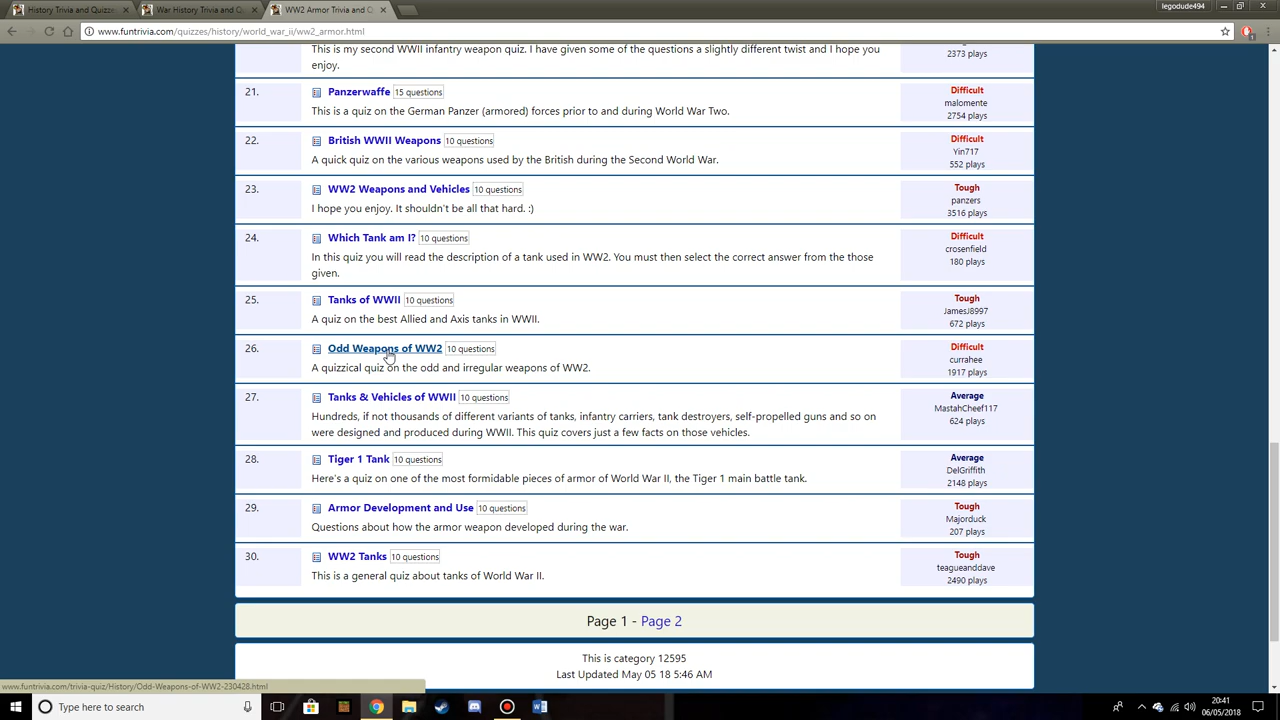 History Trivia and Quizze
War History Trivia and Q
WW2 Armor Trivia and Q
legodude494
www.funtrivia.com/quizzes/history/world_war_ii/ww2_armor.html
This is my second WWII infantry weapon quiz. I have given some of the questions a slightly different twist and I hope you
enjoy.
2373 plays
21.
Panzerwaffe 15 questions
This is a quiz on the German Panzer (armored) forces prior to and during World War Two.
Difficult
malomente
2754 plays
22.
British WWII Weapons 10 questions
A quick quiz on the various weapons used by the British during the Second World War.
Difficult
Yin717
552 plays
23.
WW2 Weapons and Vehicles 10 questions
I hope you enjoy. It shouldn't be all that hard. :)
Tough
panzers
3516 plays
24.
Which Tank am I? 10 questions
In this quiz you will read the description of a tank used in WW2. You must then select the correct answer from the those
given.
Difficult
crosenfield
180 plays
25.
Tanks of WWII 10 questions
A quiz on the best Allied and Axis tanks in WWII.
Tough
JamesJ8997
672 plays
26.
Odd Weapons of WW2 10 questions
A quizzical quiz on the odd and irregular weapons of WW2.
Difficult
currahee
1917 plays
27.
Tanks & Vehicles of WWII 10 questions
Hundreds, if not thousands of different variants of tanks, infantry carriers, tank destroyers, self-propelled guns and so on
were designed and produced during WWII. This quiz covers just a few facts on those vehicles.
Average
MastahCheef117
624 plays
28.
Tiger 1 Tank 10 questions
Here's a quiz on one of the most formidable pieces of armor of World War II, the Tiger 1 main battle tank.
Average
DelGriffith
2148 plays
29.
Armor Development and Use 10 questions
Questions about how the armor weapon developed during the war.
Tough
Majorduck
207 plays
30.
WW2 Tanks 10 questions
This is a general quiz about tanks of World War II.
Tough
teagueanddave
2490 plays
Page 1 - Page 2
This is category 12595
Last Updated May 05 18 5:46 AM
www.funtrivia.com/trivia-quiz/History/Odd-Weapons-of-WW2-230428.html
Type here to search
20:41
06/05/2018